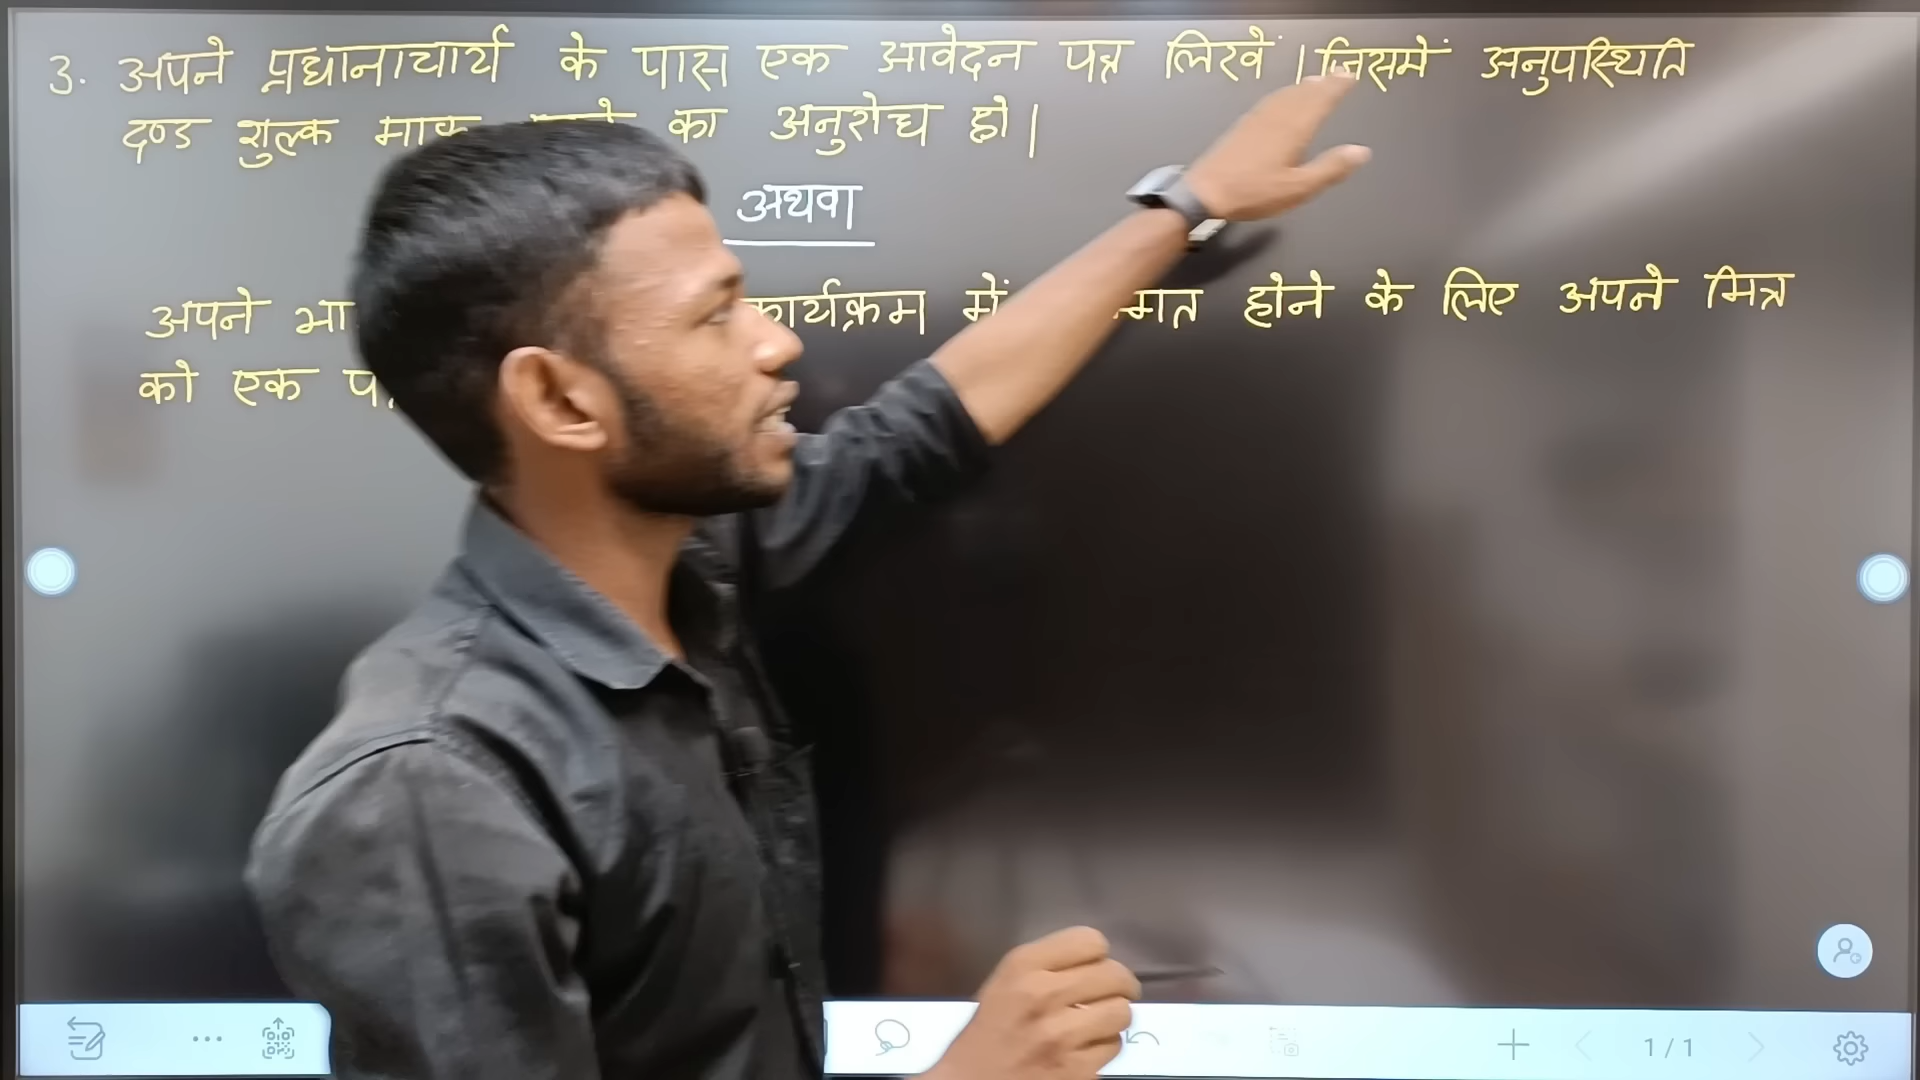 3. अपने प्रधानाचार्य के पास एक आवेदन पत्र लिखें । जिसमें अनुपस्थिति
दण्ड शुल्क का अनुरोध हो ।
अथवा
अपने कार्यक्रम में होने के लिए अपने मित्र
को एक
1 / 1